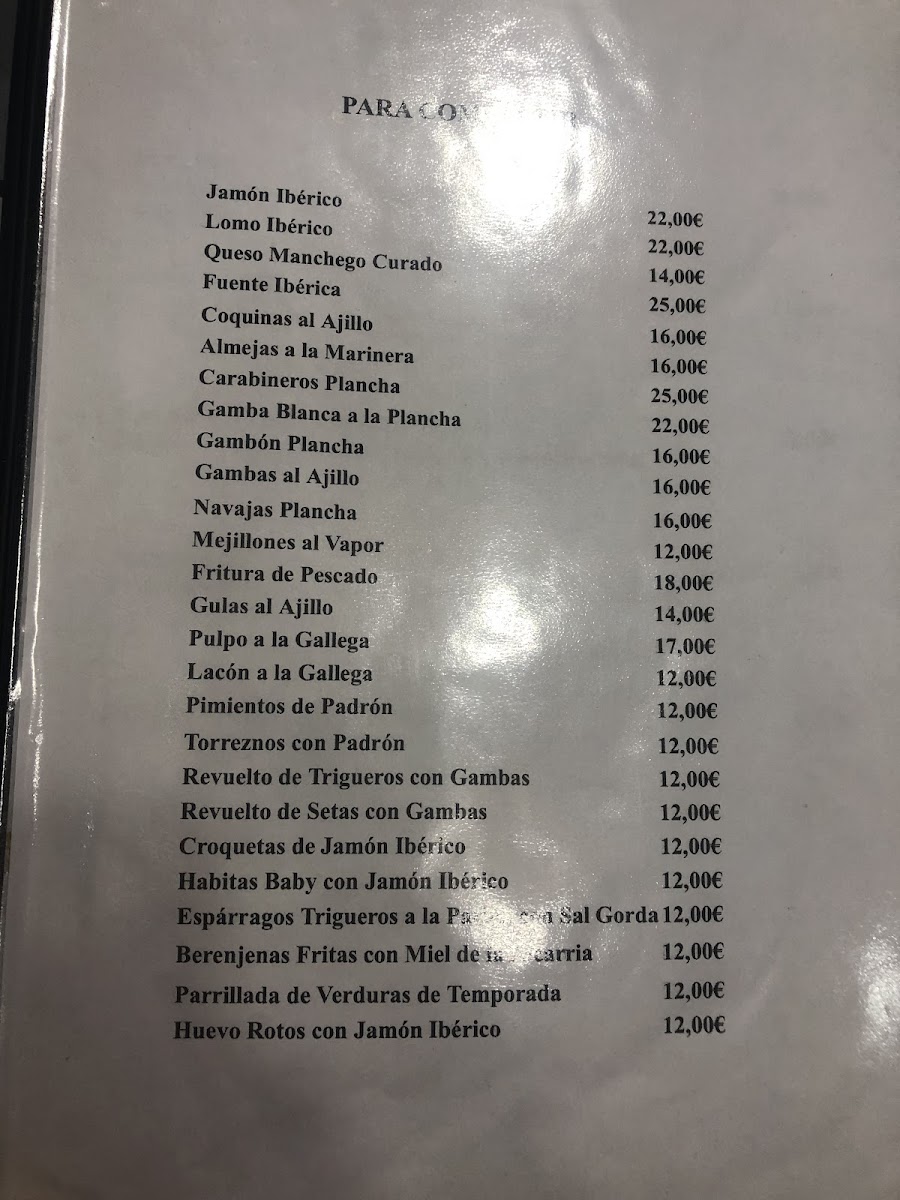 PARA
Jamón Ibérico 22,00€
Lomo Ibérico 22,00€
Queso Manchego Curado 14,00€
Fuente Ibérica 25,00€
Coquinas al Ajillo 16,00€
Almejas a la Marinera 16,00€
Carabineros Plancha 25,00€
Gamba Blanca a la Plancha 22,00€
Gambón Plancha 16,00€
Gambas al Ajillo 16,00€
Navajas Plancha 16,00€
Mejillones al Vapor 12,00€
Fritura de Pescado 18,00€
Gulas al Ajillo 14,00€
Pulpo a la Gallega 17,00€
Lacón a la Gallega 12,00€
Pimientos de Padrón 12,00€
Torreznos con Padrón 12,00€
Revuelto de Trigueros con Gambas 12,00€
Revuelto de Setas con Gambas 12,00€
Croquetas de Jamón Ibérico 12,00€
Habitas Baby con Jamón Ibérico 12,00€
Espárragos Trigueros a la con Sal Gorda 12,00€
Berenjenas Fritas con Miel de 12,00€
Parrillada de Verduras de Temporada 12,00€
Huevo Rotos con Jamón Ibérico 12,00€